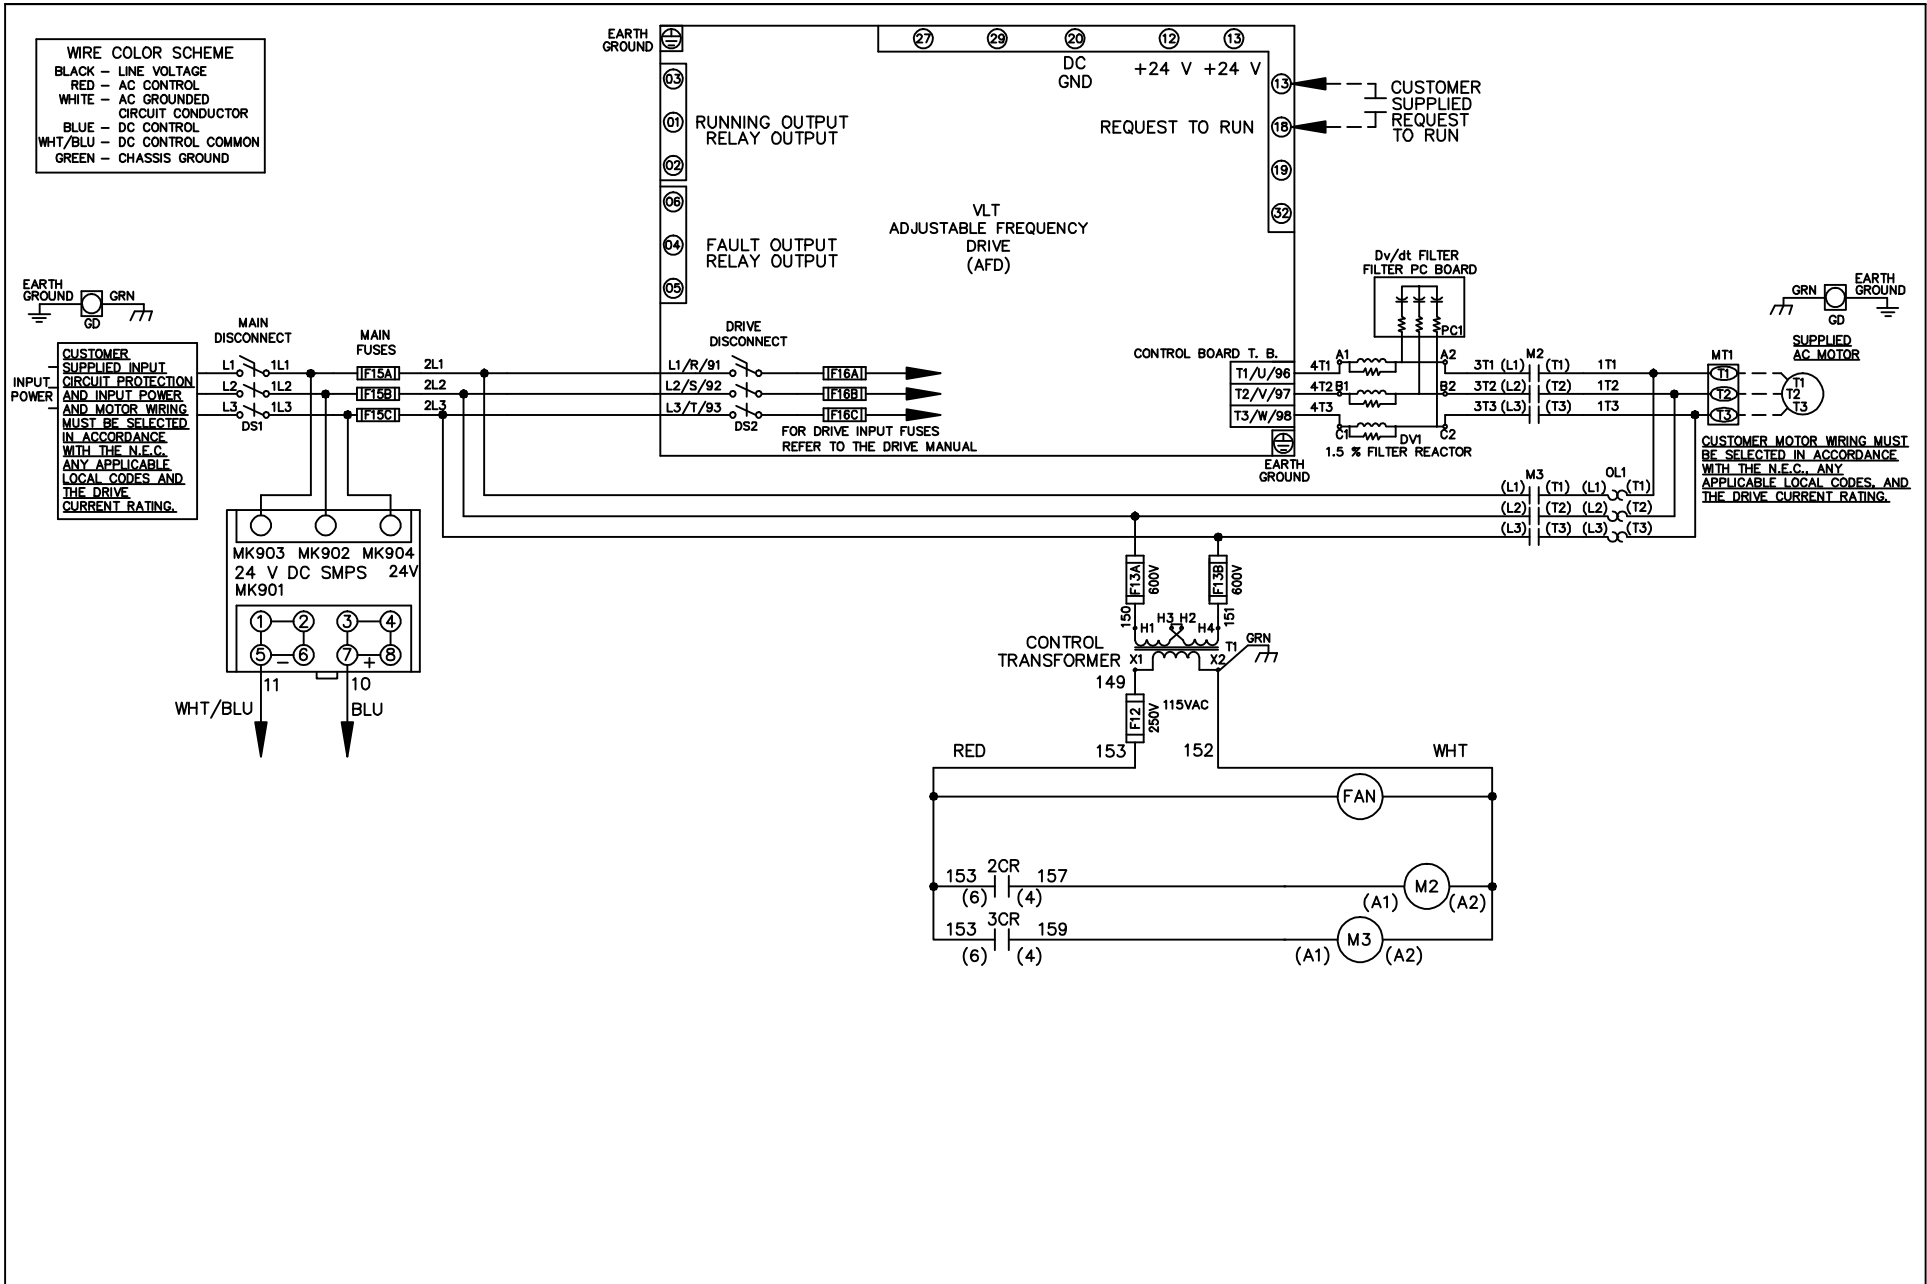 WIRE COLOR SCHEME
BLACK – LINE VOLTAGE
RED – AC CONTROL
WHITE – AC GROUNDED
CIRCUIT CONDUCTOR
BLUE – DC CONTROL
WHT/BLU – DC CONTROL COMMON
GREEN – CHASSIS GROUND
EARTH
GROUND
03
01
02
RUNNING OUTPUT
RELAY OUTPUT
06
04
05
FAULT OUTPUT
RELAY OUTPUT
27 29 20 12 13
DC
GND
+24 V +24 V
13
REQUEST TO RUN 18
19
32
CUSTOMER
SUPPLIED
REQUEST
TO RUN
VLT
ADJUSTABLE FREQUENCY
DRIVE
(AFD)
EARTH
GROUND
GRN
GD
INPUT
POWER
CUSTOMER
SUPPLIED INPUT
CIRCUIT PROTECTION
AND INPUT POWER
AND MOTOR WIRING
MUST BE SELECTED
IN ACCORDANCE
WITH THE N.E.C.
ANY APPLICABLE
LOCAL CODES AND
THE DRIVE
CURRENT RATING.
MAIN
DISCONNECT
L1 1L1
L2 1L2
L3 1L3
DS1
MAIN
FUSES
F15A 2L1
F15B 2L2
F15C 2L3
DRIVE
DISCONNECT
L1/R/91 F16A
L2/S/92 F16B
L3/T/93 F16C
DS2
FOR DRIVE INPUT FUSES
REFER TO THE DRIVE MANUAL
CONTROL BOARD T. B.
T1/U/96 4T1
T2/V/97 4T2
T3/W/98 4T3
EARTH
GROUND
Dv/dt FILTER
FILTER PC BOARD
PC1
A1 A2
B1 B2
C1 C2
DV1
1.5 % FILTER REACTOR
M2
3T1 (L1) (T1) 1T1
3T2 (L2) (T2) 1T2
3T3 (L3) (T3) 1T3
M3 OL1
(L1) (T1) (L1) (T1)
(L2) (T2) (L2) (T2)
(L3) (T3) (L3) (T3)
MT1
T1
T2
T3
T1
T2
T3
GRN
GD
EARTH
GROUND
SUPPLIED
AC MOTOR
CUSTOMER MOTOR WIRING MUST
BE SELECTED IN ACCORDANCE
WITH THE N.E.C., ANY
APPLICABLE LOCAL CODES, AND
THE DRIVE CURRENT RATING.
MK903 MK902 MK904
24 V DC SMPS 24V
MK901
1 2 3 4
5 – 6 7 + 8
11 10
WHT/BLU BLU
F13A 600V
F13B 600V
150 151
H1 H3 H2 H4
CONTROL
TRANSFORMER
X1 X2 T1 GRN
149
F12 250V
115VAC
RED 153 152 WHT
FAN
153 2CR 157
(6) (4)
M2
(A1) (A2)
153 3CR 159
(6) (4)
M3
(A1) (A2)